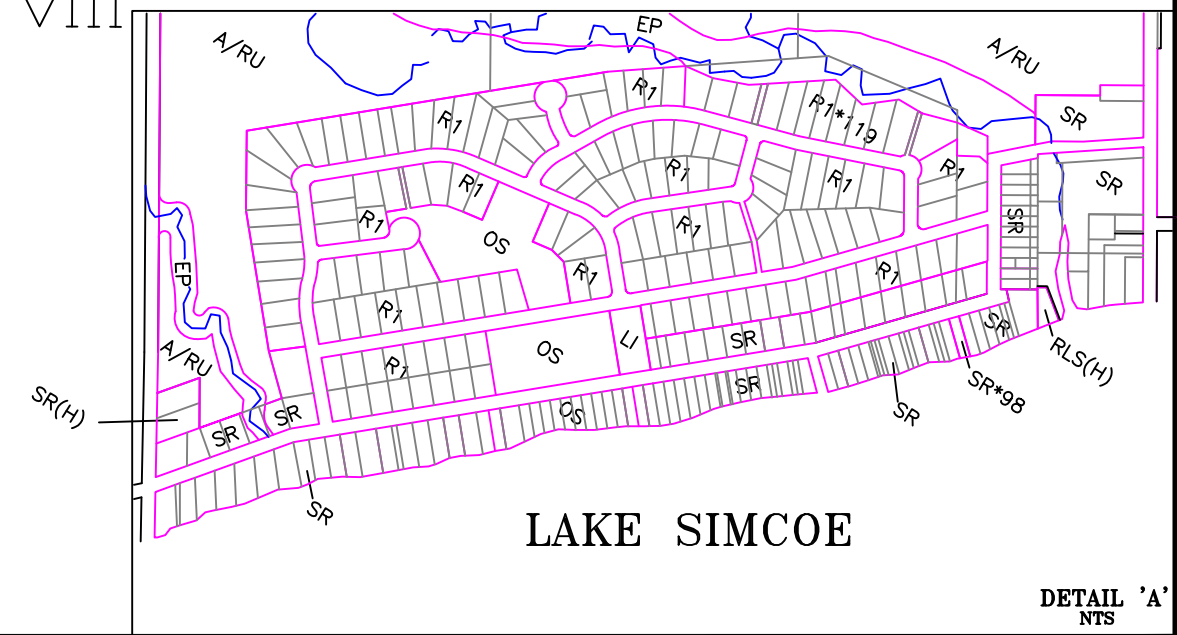 VIII
A/RU
EP
A/RU
R1
R1
R1*119
SR
R1
R1
R1
R1
SR
R1
R1
SR
OS
EP
R1
R1
R1
SR
LI
SR
OS
A/RU
R1
RLS(H)
SR
SR*98
SR(H)
SR
SR
OS
SR
SR
LAKE SIMCOE
DETAIL 'A'
NTS